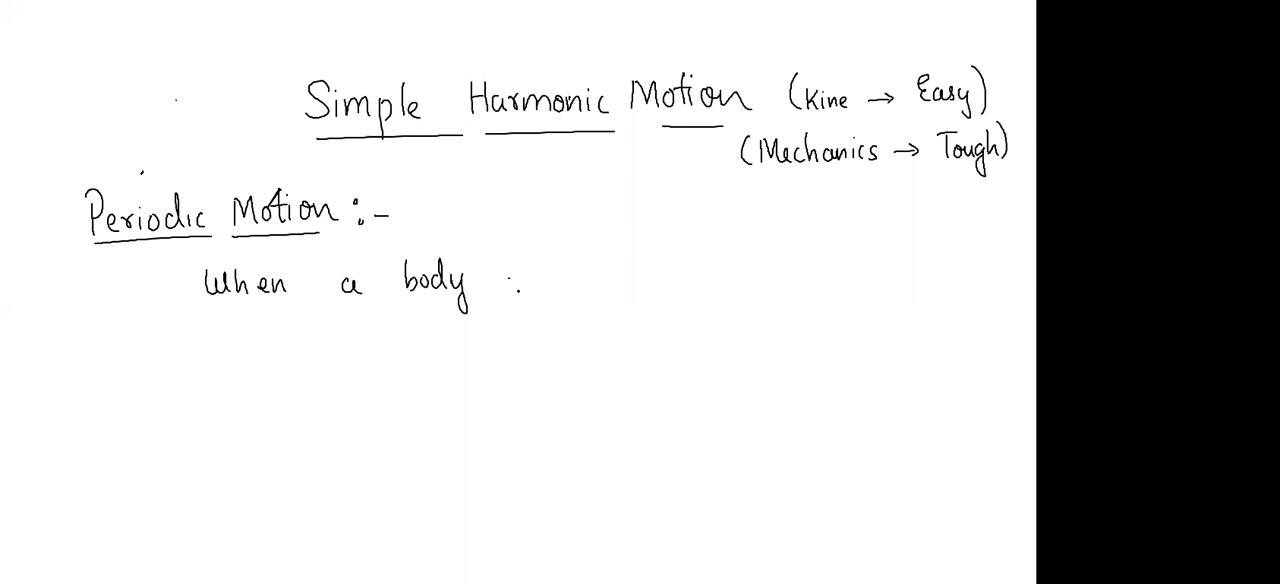 Simple Harmonic Motion (Kine → Easy)
(Mechanics → Tough)
Periodic Motion :-
When a body